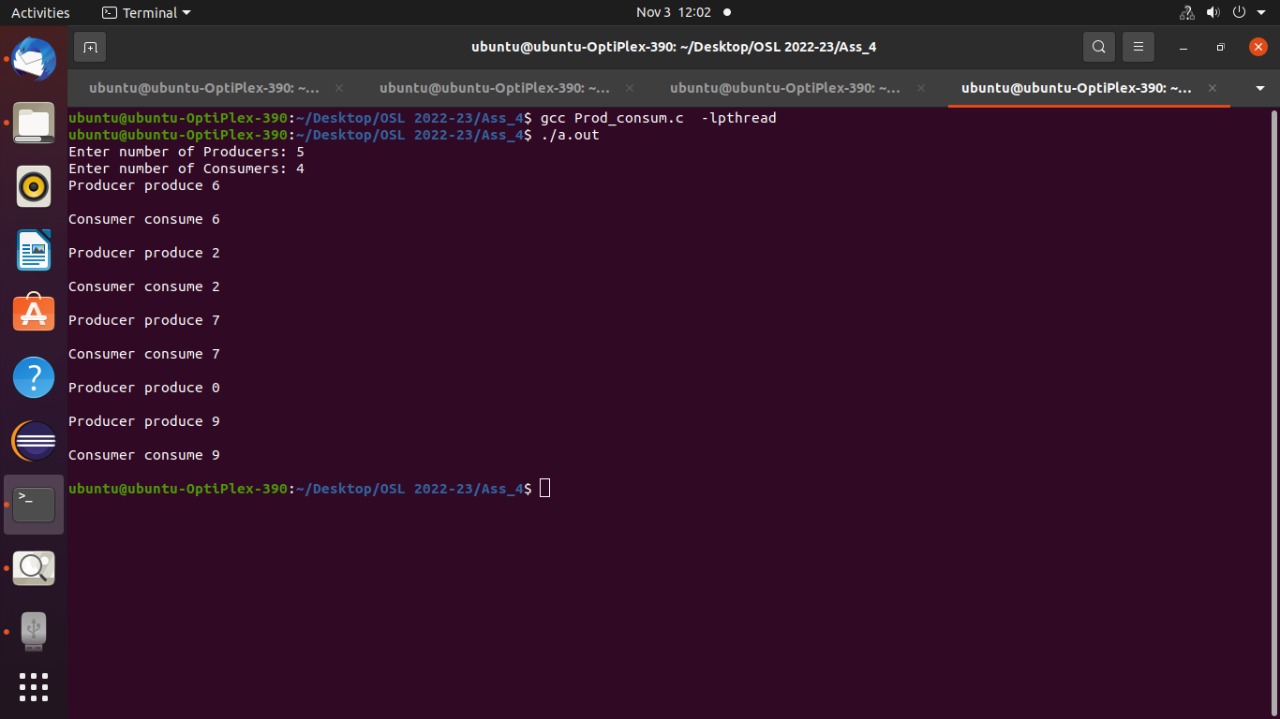 Activities
Terminal
Nov 3 12:02
ubuntu@ubuntu-OptiPlex-390: ~/Desktop/OSL 2022-23/Ass_4
ubuntu@ubuntu-OptiPlex-390: ~... ubuntu@ubuntu-OptiPlex-390: ~... ubuntu@ubuntu-OptiPlex-390: ~... ubuntu@ubuntu-OptiPlex-390: ~...
ubuntu@ubuntu-OptiPlex-390:~/Desktop/OSL 2022-23/Ass_4$ gcc Prod_consum.c  -lpthread
ubuntu@ubuntu-OptiPlex-390:~/Desktop/OSL 2022-23/Ass_4$ ./a.out
Enter number of Producers: 5
Enter number of Consumers: 4
Producer produce 6
Consumer consume 6
Producer produce 2
Consumer consume 2
Producer produce 7
Consumer consume 7
Producer produce 0
Producer produce 9
Consumer consume 9
ubuntu@ubuntu-OptiPlex-390:~/Desktop/OSL 2022-23/Ass_4$